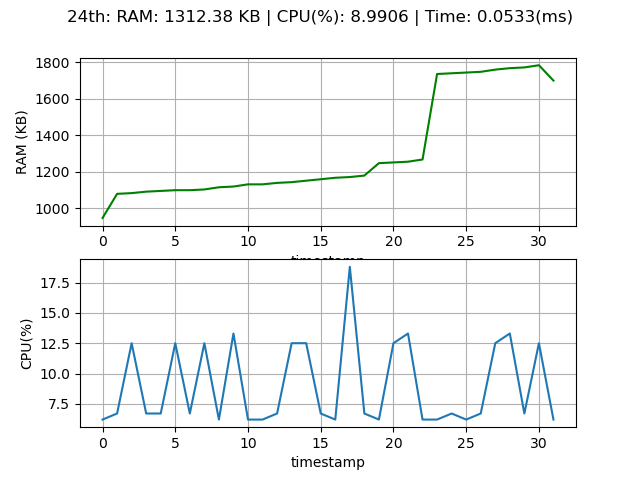 24th: RAM: 1312.38 KB | CPU(%): 8.9906 | Time: 0.0533(ms)
1800
1600
1400
1200
1000
RAM (KB)
0 5 10 15 20 25 30
timestamp
17.5
15.0
12.5
10.0
7.5
CPU(%)
0 5 10 15 20 25 30
timestamp